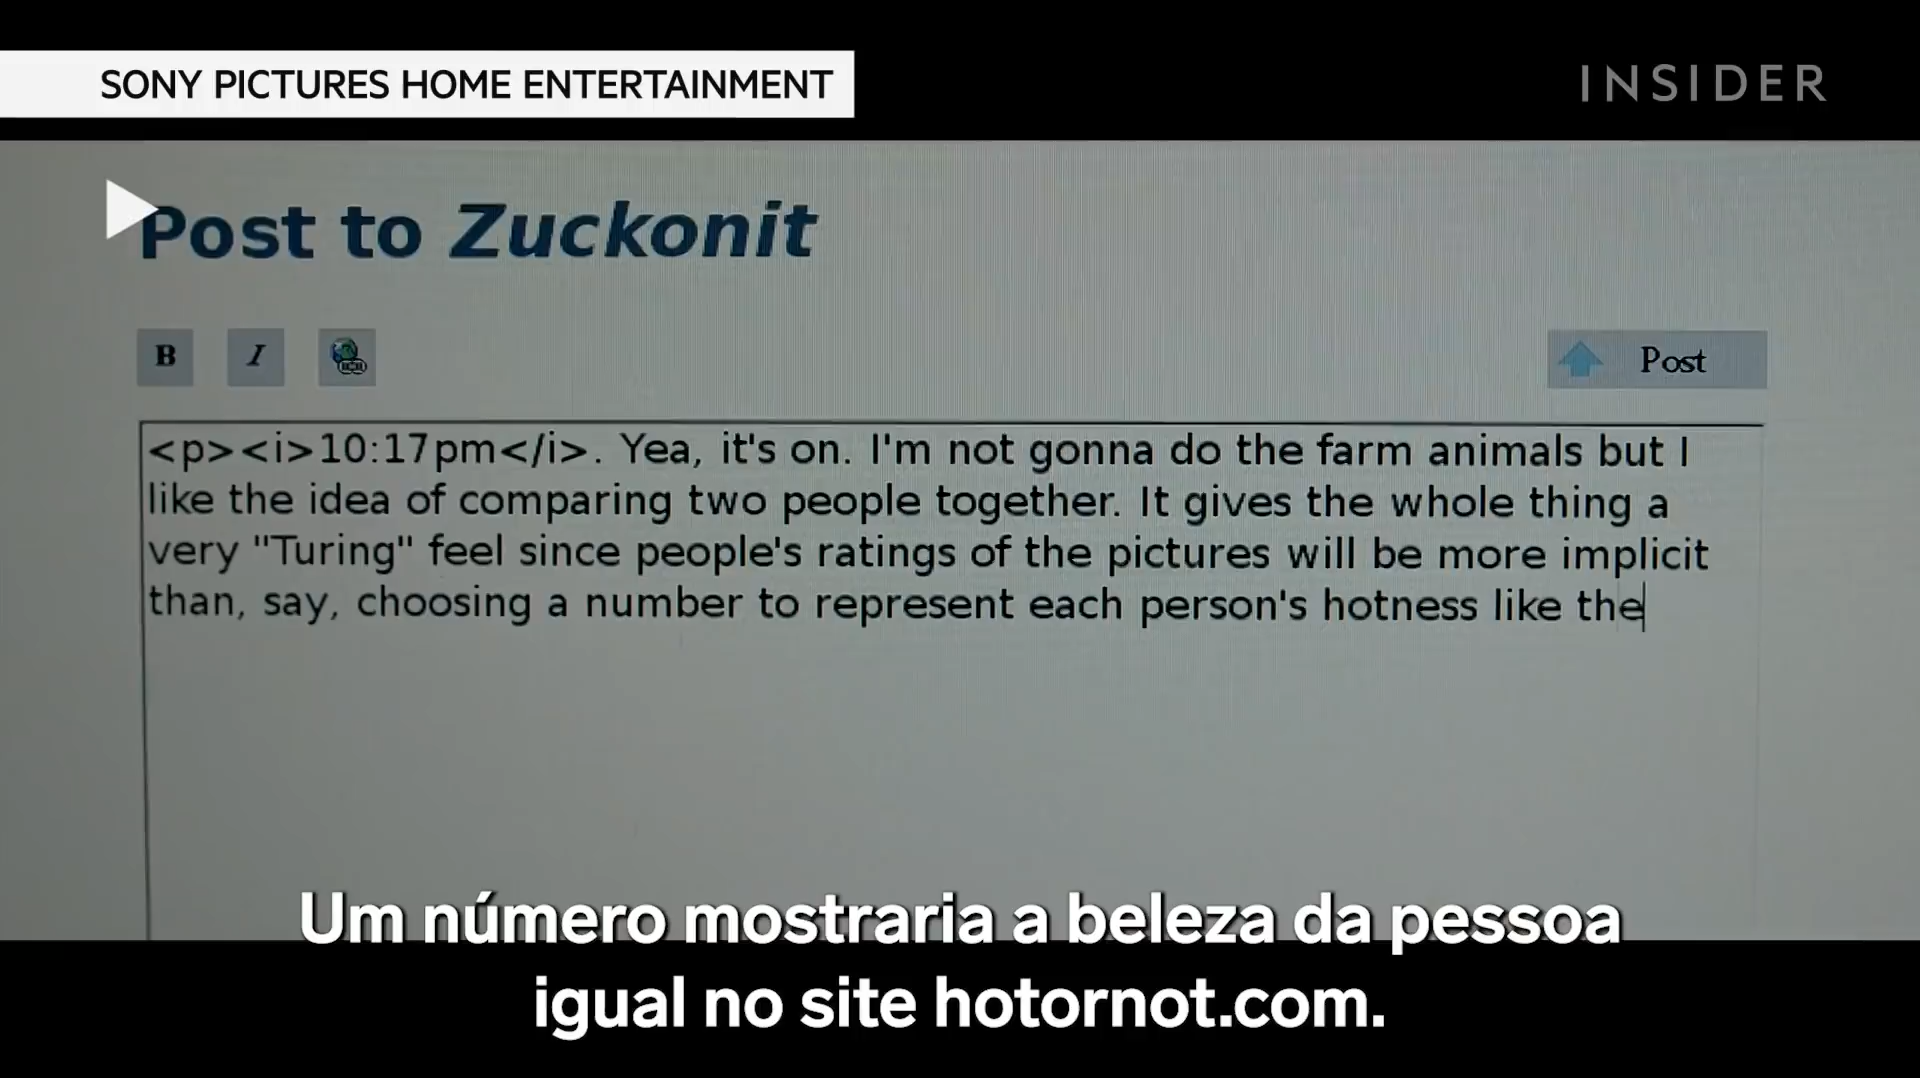 SONY PICTURES HOME ENTERTAINMENT
INSIDER
Post to Zuckonit
B
I
Post
<p><i>10:17pm</i>. Yea, it's on. I'm not gonna do the farm animals but I
like the idea of comparing two people together. It gives the whole thing a
very "Turing" feel since people's ratings of the pictures will be more implicit
than, say, choosing a number to represent each person's hotness like the
Um número mostraria a beleza da pessoa
igual no site hotornot.com.